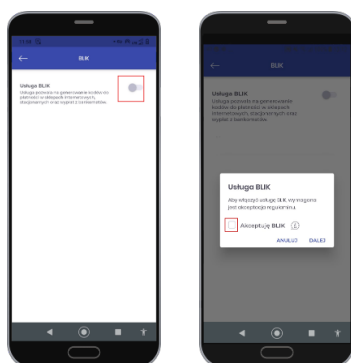 11:08
BLIK
Usługa BLIK
Usługa pozwala na generowanie
kodów do płatności w sklepach
internetowych,
stacjonarnych oraz
wypłat z bankomatów.
BLIK
Usługa BLIK
Usługa pozwala na generowanie
kodów do płatności w sklepach
internetowych, stacjonarnych oraz
wypłat z bankomatów.
Usługa BLIK
Aby włączyć usługę BLIK wymagana
jest akceptacja regulaminu
Akceptuję BLIK
ANULUJ DALEJ